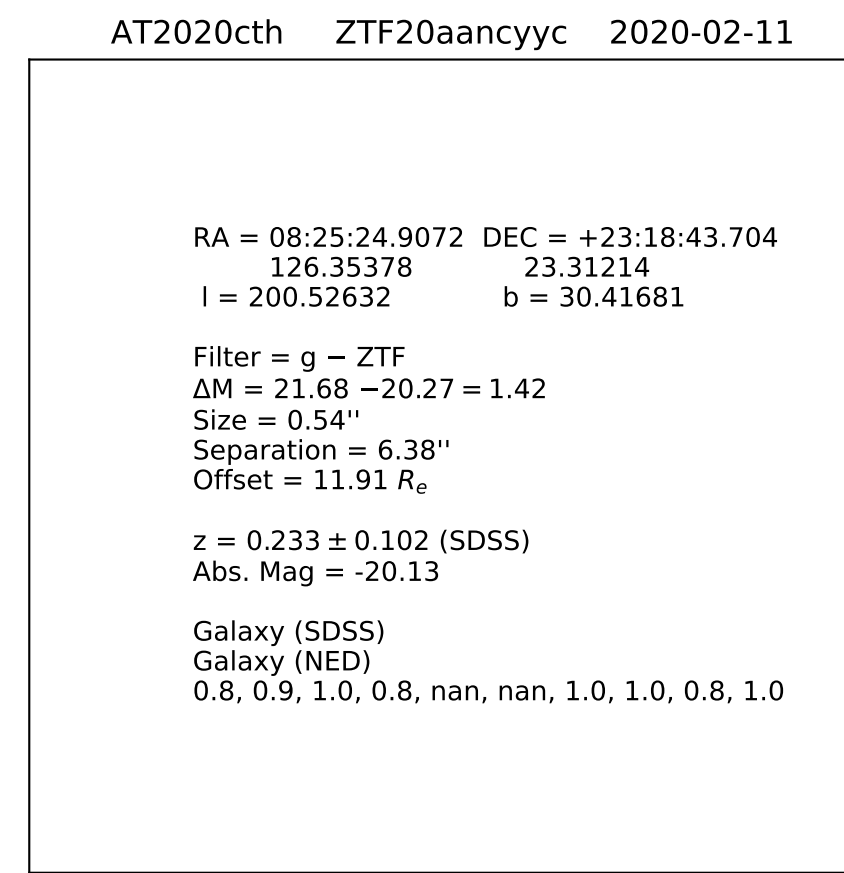 AT2020cth ZTF20aancyyc 2020-02-11
RA = 08:25:24.9072 DEC = +23:18:43.704
126.35378 23.31214
l = 200.52632 b = 30.41681
Filter = g − ZTF
ΔM = 21.68 −20.27 = 1.42
Size = 0.54''
Separation = 6.38''
Offset = 11.91 Rₑ
z = 0.233 ± 0.102 (SDSS)
Abs. Mag = -20.13
Galaxy (SDSS)
Galaxy (NED)
0.8, 0.9, 1.0, 0.8, nan, nan, 1.0, 1.0, 0.8, 1.0